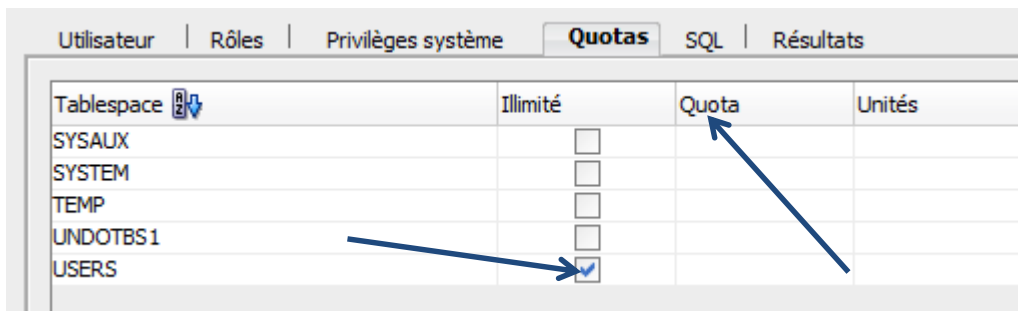 Utilisateur Rôles Privilèges système Quotas SQL Résultats
Tablespace Illimité Quota Unités
SYSAUX
SYSTEM
TEMP
UNDOTBS1
USERS